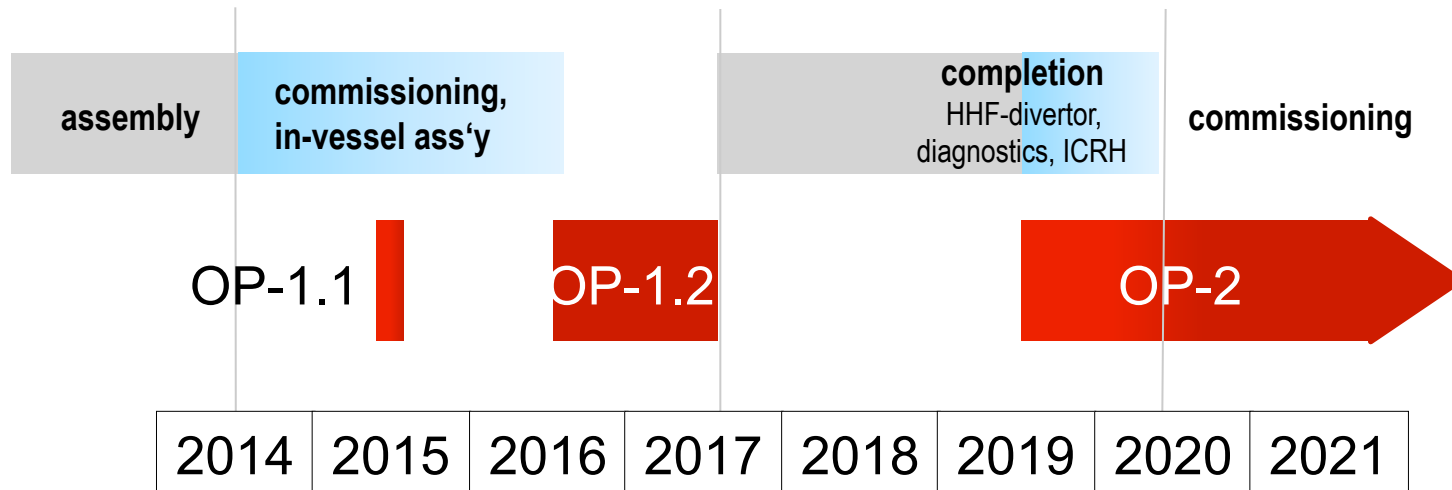 assembly
commissioning,
in-vessel ass‘y
completion
HHF-divertor,
diagnostics, ICRH
commissioning
OP-1.1
OP-1.2
OP-2
2014
2015
2016
2017
2018
2019
2020
2021